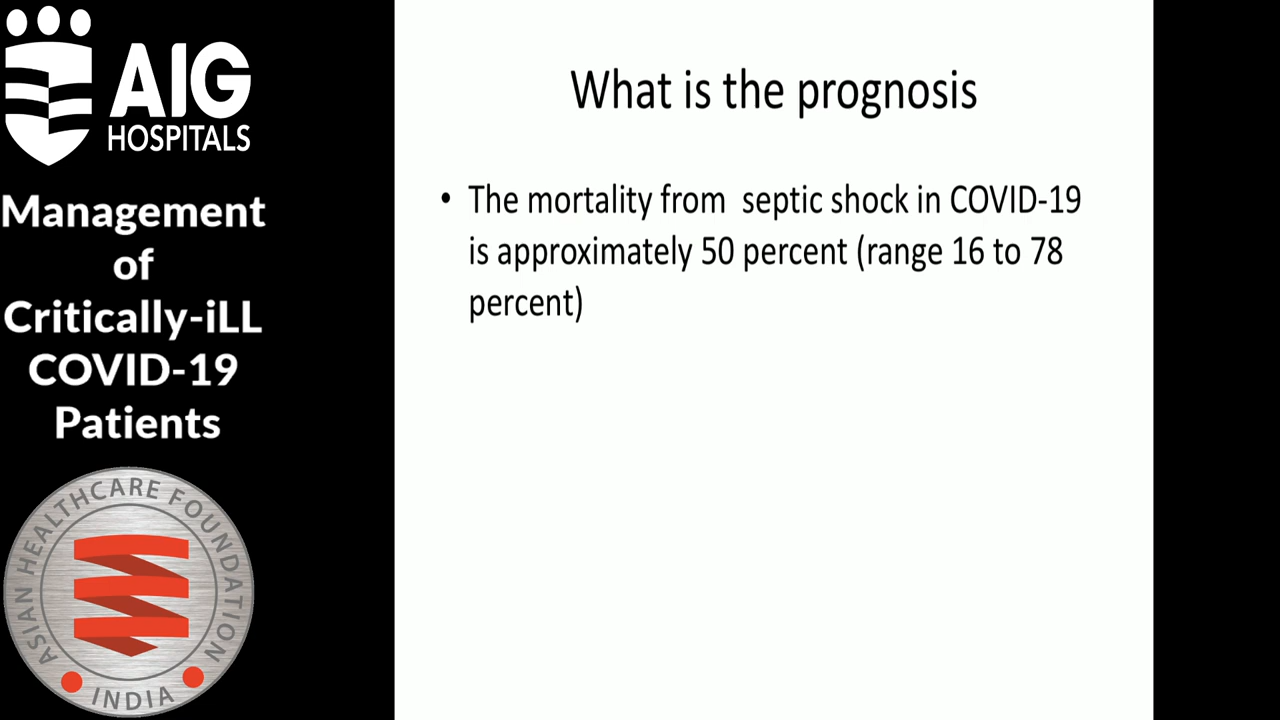 AIG
HOSPITALS
Management
of
Critically-iLL
COVID-19
Patients
ASIAN HEALTHCARE FOUNDATION
INDIA
What is the prognosis
• The mortality from  septic shock in COVID-19
is approximately 50 percent (range 16 to 78
percent)